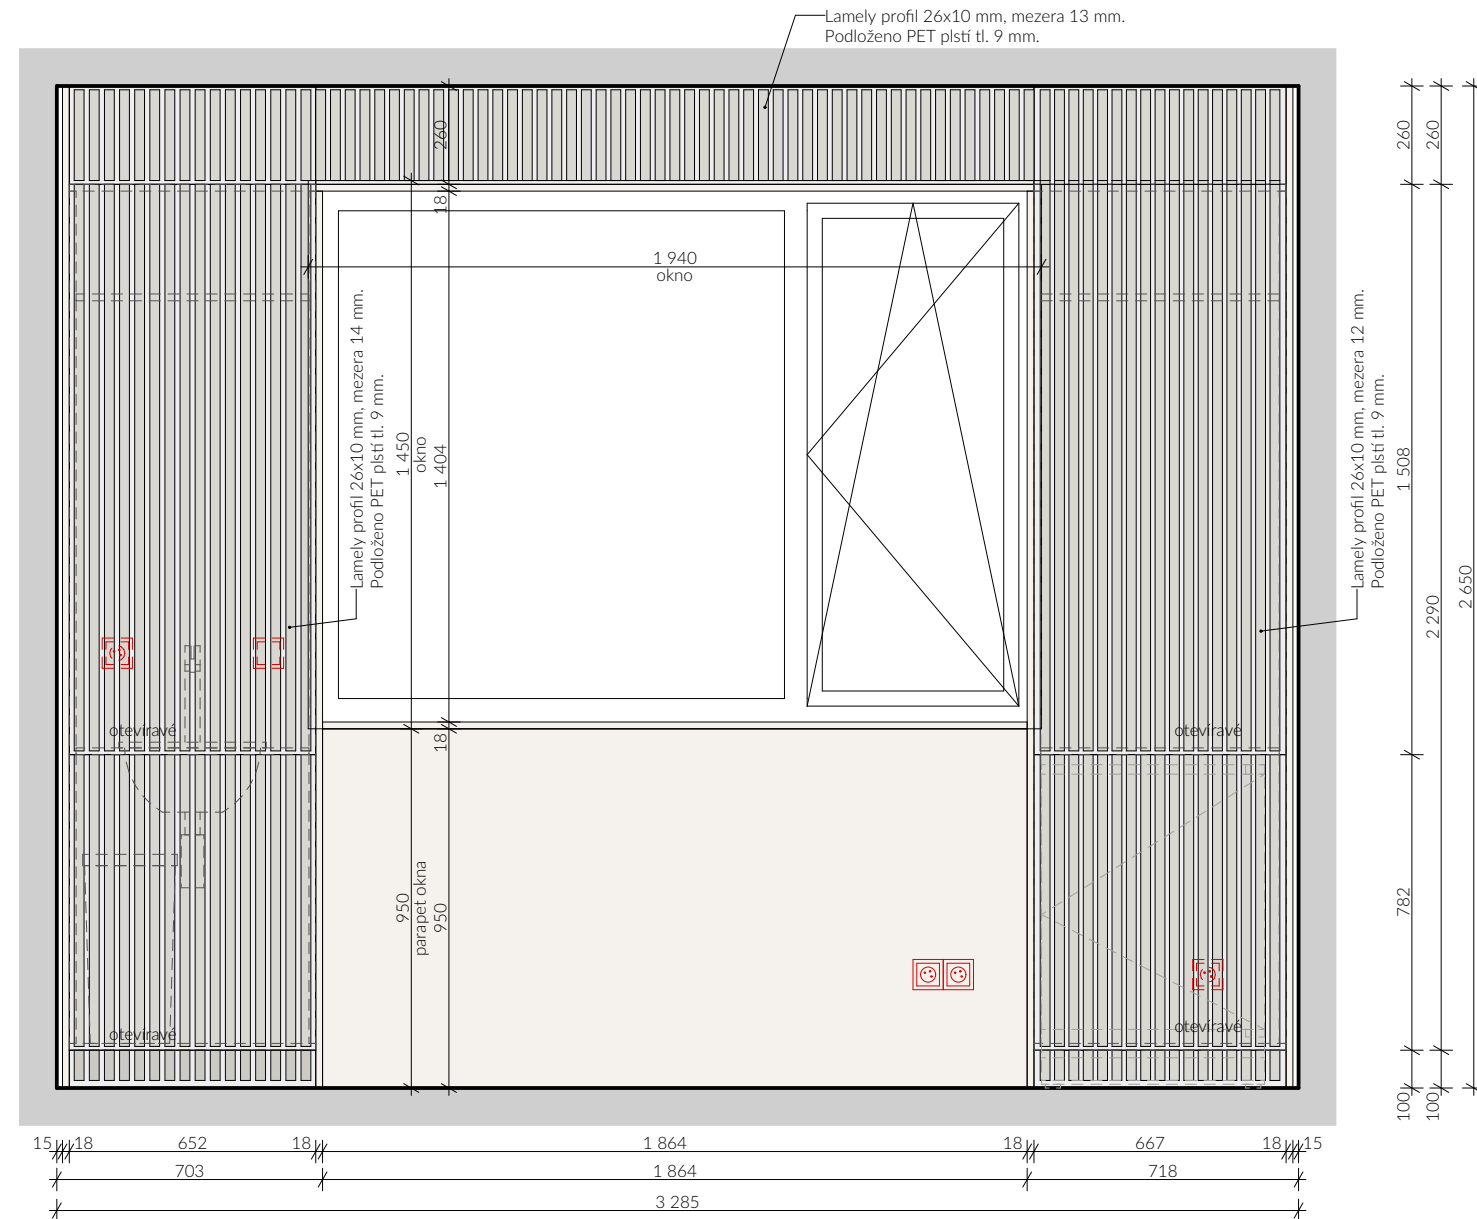 Lamely profil 26x10 mm, mezera 13 mm.
Podloženo PET plstí tl. 9 mm.
260
18
1 940
okno
Lamely profil 26x10 mm, mezera 14 mm.
Podloženo PET plstí tl. 9 mm.
1 450
okno
1 404
18
otevíravé
otevíravé
950
parapet okna
950
otevíravé
otevíravé
Lamely profil 26x10 mm, mezera 12 mm.
Podloženo PET plstí tl. 9 mm.
260
260
1 508
2 290
2 650
782
100
100
15
18
652
18
1 864
18
667
18
15
703
1 864
718
3 285